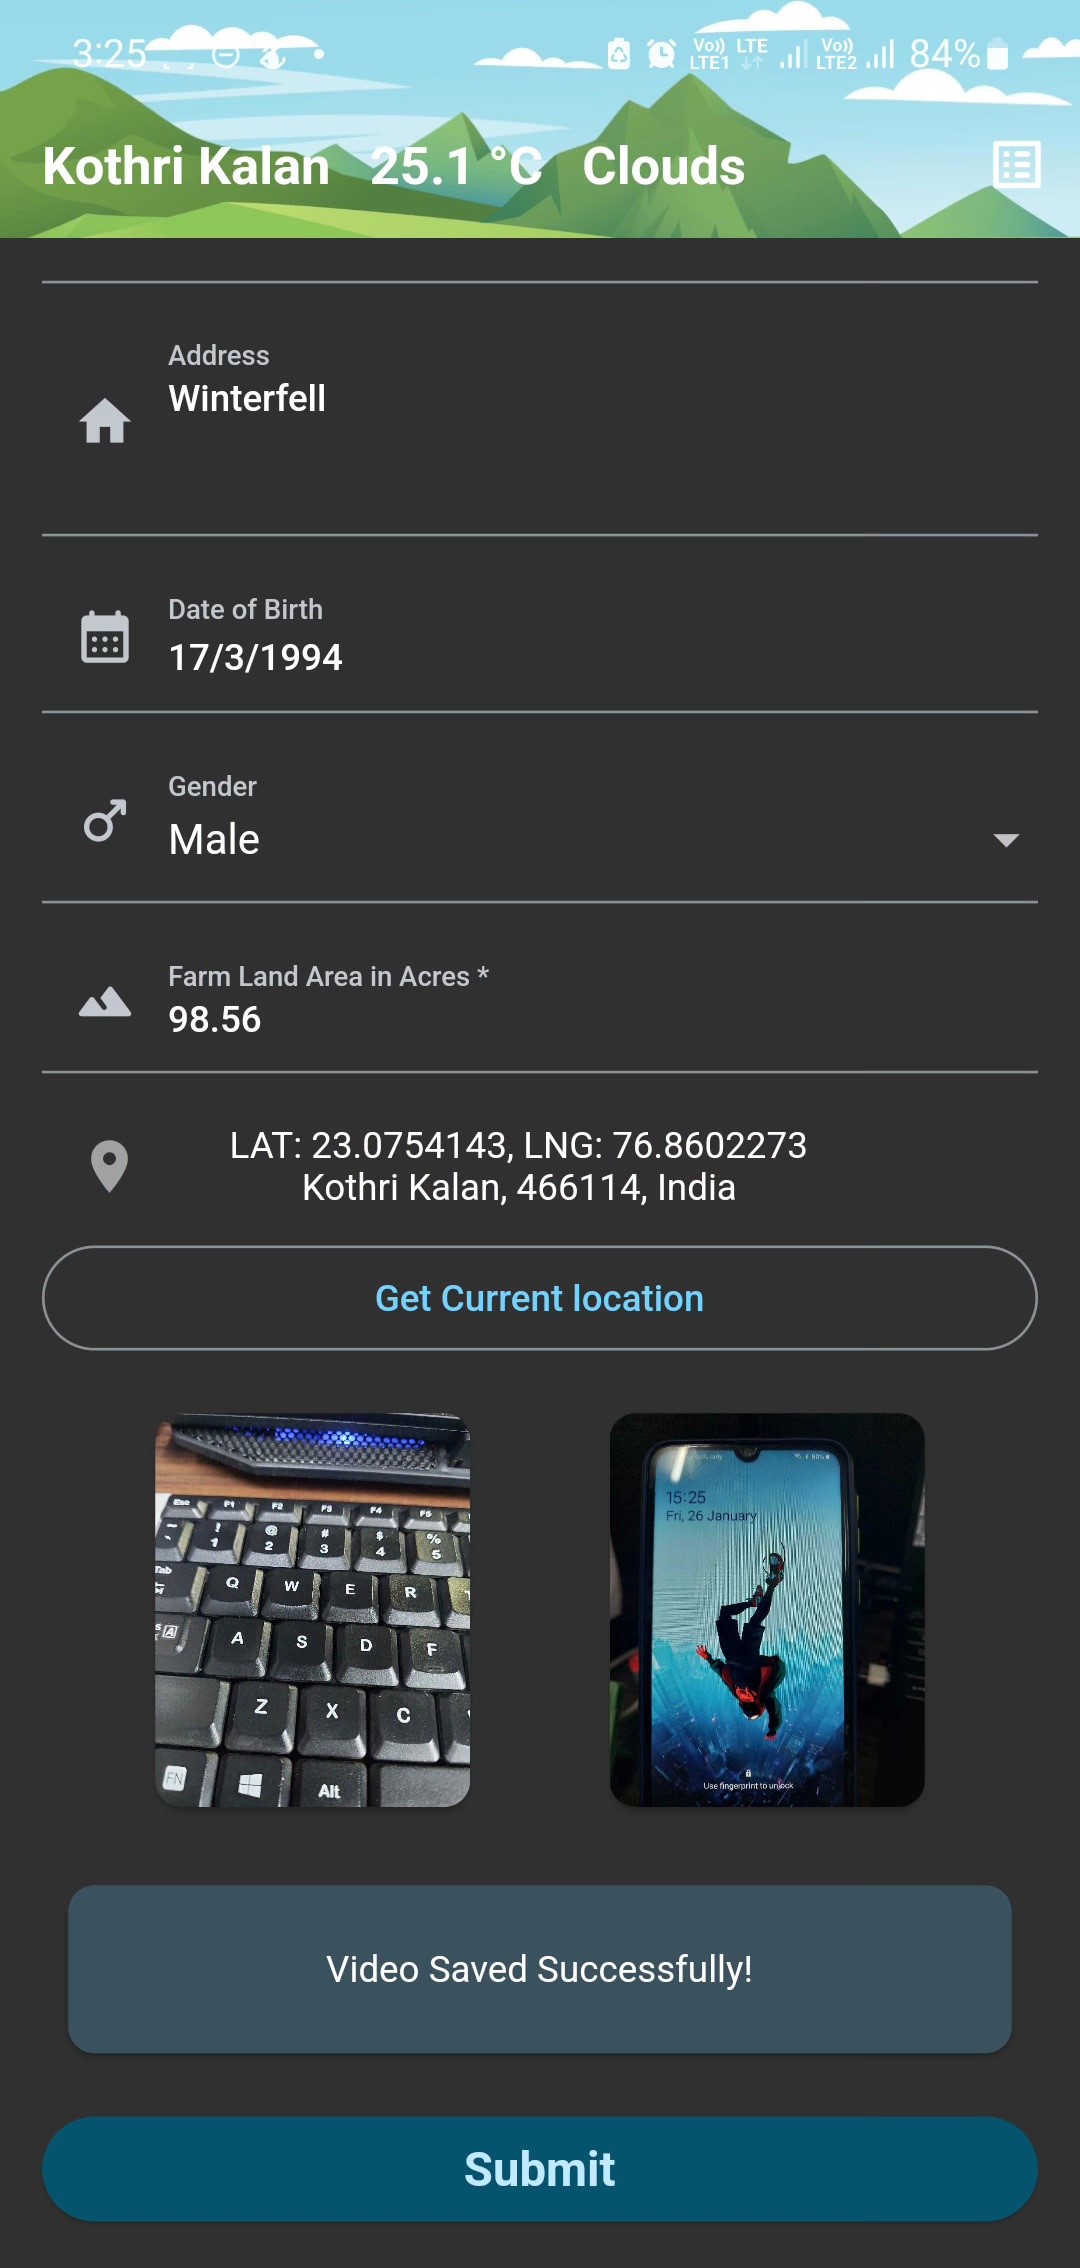 3:25
Vo)) LTE Vo)) 84%
LTE1 LTE2
Kothri Kalan 25.1 °C Clouds
Address
Winterfell
Date of Birth
17/3/1994
Gender
Male
Farm Land Area in Acres *
98.56
LAT: 23.0754143, LNG: 76.8602273
Kothri Kalan, 466114, India
Get Current location
Esc F1 F2 F3 F4 F5
~ ! @ # $ %
1 2 3 4 5
Tab Q W E R
A S D F
Z X C
FN Alt
80%
15:25
Fri, 26 January
Use fingerprint to unlock
Video Saved Successfully!
Submit